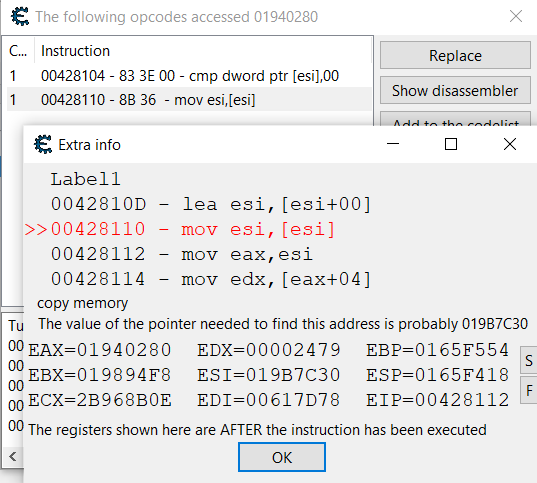 The following opcodes accessed 01940280
C... Instruction
1 00428104 - 83 3E 00 - cmp dword ptr [esi],00
1 00428110 - 8B 36 - mov esi,[esi]
Replace
Show disassembler
Add to the codelist
Extra info
Label1
0042810D - lea esi,[esi+00]
>>00428110 - mov esi,[esi]
00428112 - mov eax,esi
00428114 - mov edx,[eax+04]
copy memory
The value of the pointer needed to find this address is probably 019B7C30
EAX=01940280 EDX=00002479 EBP=0165F554
EBX=019894F8 ESI=019B7C30 ESP=0165F418
ECX=2B968B0E EDI=00617D78 EIP=00428112
The registers shown here are AFTER the instruction has been executed
OK
Tu
00
00
00
00
00
S
F